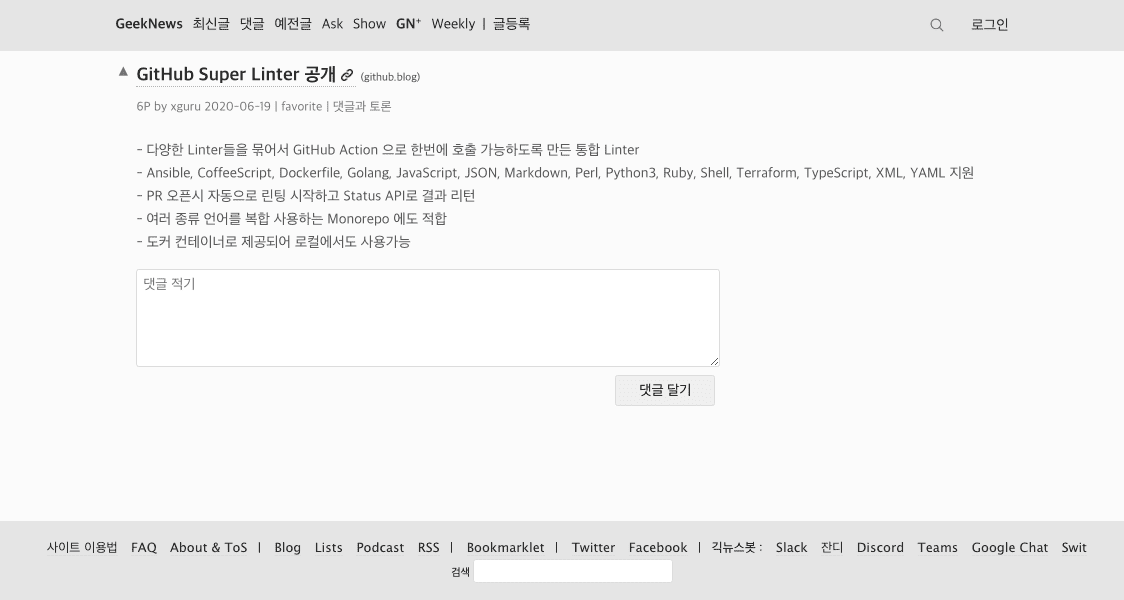 GeekNews 최신글 댓글 예전글 Ask Show GN⁺ Weekly | 글등록 로그인
▲ GitHub Super Linter 공개 (github.blog)
6P by xguru 2020-06-19 | favorite | 댓글과 토론
- 다양한 Linter들을 묶어서 GitHub Action 으로 한번에 호출 가능하도록 만든 통합 Linter
- Ansible, CoffeeScript, Dockerfile, Golang, JavaScript, JSON, Markdown, Perl, Python3, Ruby, Shell, Terraform, TypeScript, XML, YAML 지원
- PR 오픈시 자동으로 린팅 시작하고 Status API로 결과 리턴
- 여러 종류 언어를 복합 사용하는 Monorepo 에도 적합
- 도커 컨테이너로 제공되어 로컬에서도 사용가능
댓글 적기
댓글 달기
사이트 이용법 FAQ About & ToS | Blog Lists Podcast RSS | Bookmarklet | Twitter Facebook | 긱뉴스봇 : Slack 잔디 Discord Teams Google Chat Swit
검색